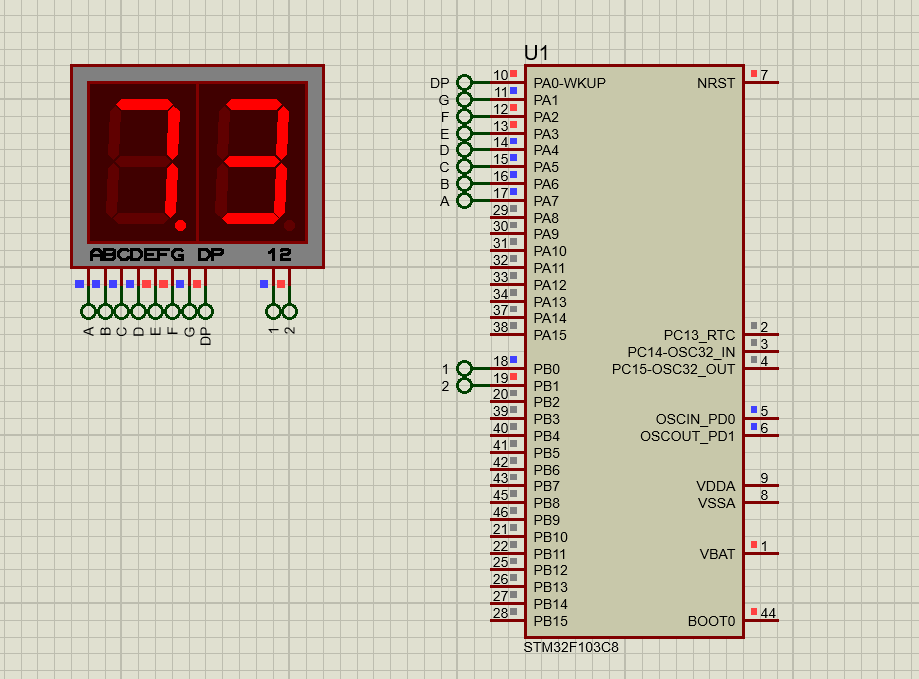 U1
7.3
ABCDEFG DP 12
A B C D E F G DP 1 2
DP 10 PA0-WKUP NRST 7
G 11 PA1
F 12 PA2
E 13 PA3
D 14 PA4
C 15 PA5
B 16 PA6
A 17 PA7
29 PA8
30 PA9
31 PA10
32 PA11
33 PA12
34 PA13
37 PA14
38 PA15 PC13_RTC 2
PC14-OSC32_IN 3
1 18 PB0 PC15-OSC32_OUT 4
2 19 PB1
20 PB2
39 PB3 OSCIN_PD0 5
40 PB4 OSCOUT_PD1 6
41 PB5
42 PB6
43 PB7 VDDA 9
45 PB8 VSSA 8
46 PB9
21 PB10
22 PB11 VBAT 1
25 PB12
26 PB13
27 PB14
28 PB15 BOOT0 44
STM32F103C8